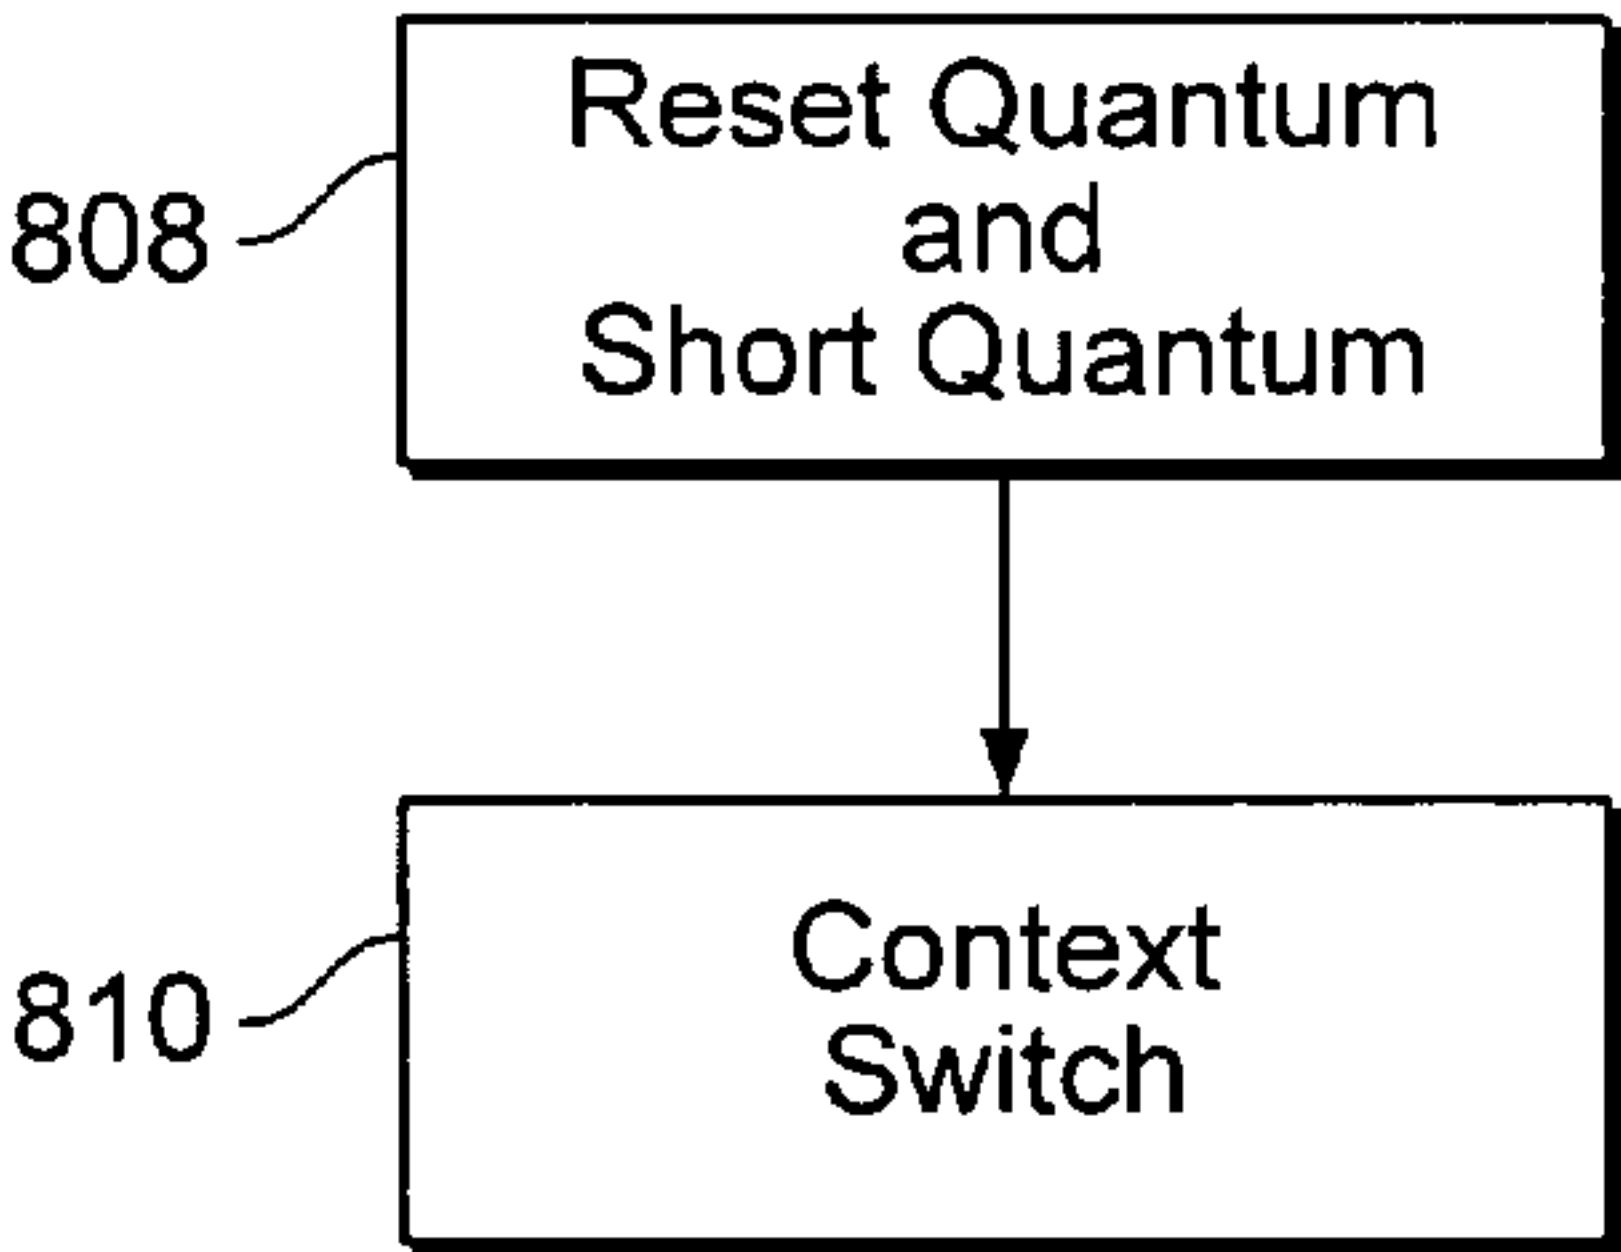 Reset Quantum
and
808
Short Quantum
Context
810
Switch